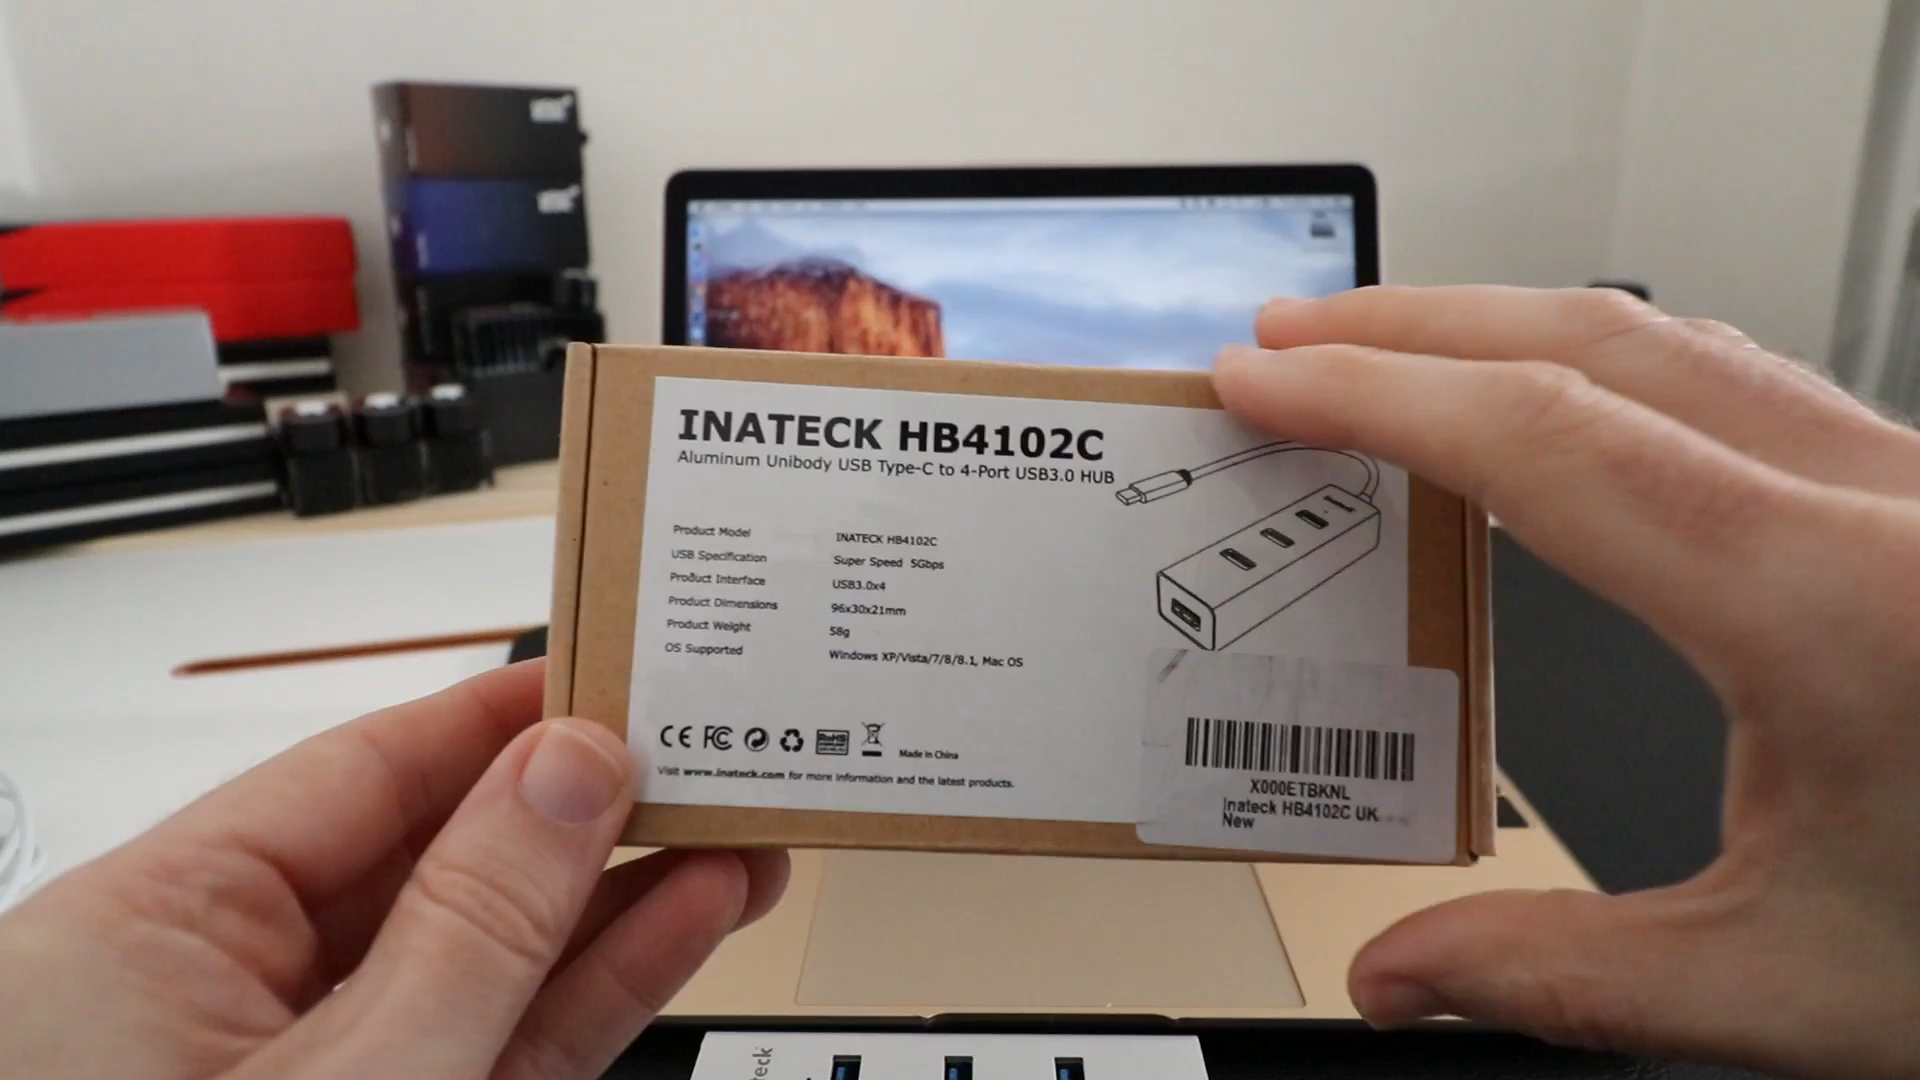 INATECK HB4102C
Aluminum Unibody USB Type-C to 4-Port USB3.0 HUB
Product Model INATECK HB4102C
USB Specification Super Speed 5Gbps
Product Interface USB3.0x4
Product Dimensions 96x30x21mm
Product Weight 58g
OS Supported Windows XP/Vista/7/8/8.1, Mac OS
CE FC RoHS Made in China
Visit www.inateck.com for more information and the latest products.
X000ETBKNL
Inateck HB4102C UK
New
teck